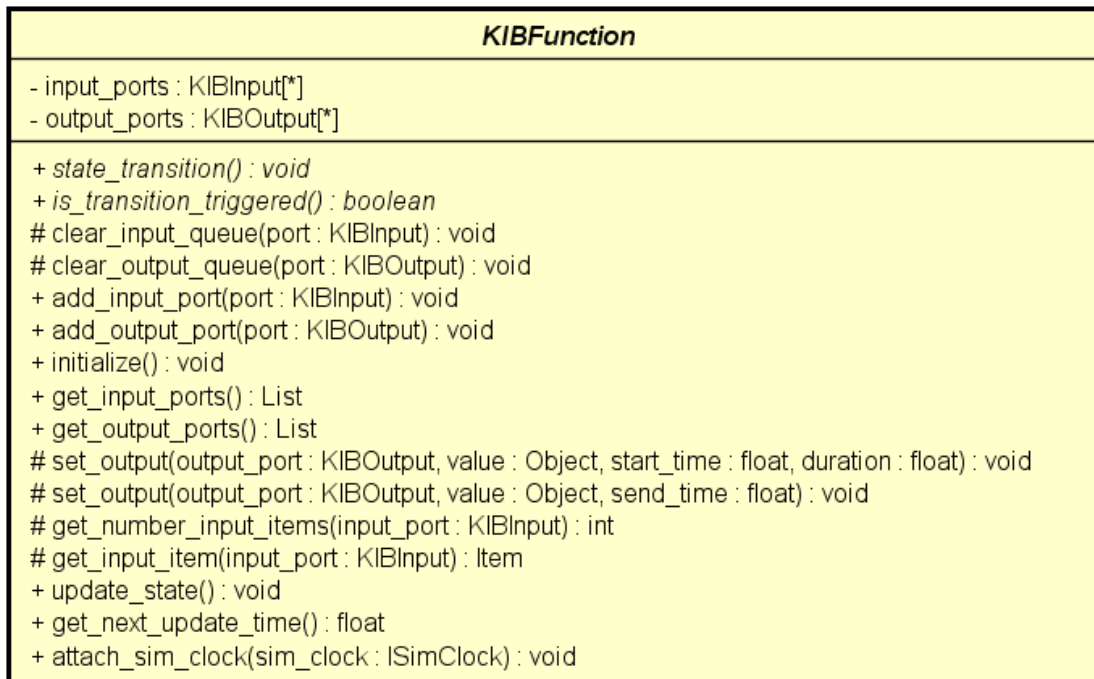 KIBFunction
- input_ports : KIBInput[*]
- output_ports : KIBOutput[*]
+ state_transition() : void
+ is_transition_triggered() : boolean
# clear_input_queue(port : KIBInput) : void
# clear_output_queue(port : KIBOutput) : void
+ add_input_port(port : KIBInput) : void
+ add_output_port(port : KIBOutput) : void
+ initialize() : void
+ get_input_ports() : List
+ get_output_ports() : List
# set_output(output_port : KIBOutput, value : Object, start_time : float, duration : float) : void
# set_output(output_port : KIBOutput, value : Object, send_time : float) : void
# get_number_input_items(input_port : KIBInput) : int
# get_input_item(input_port : KIBInput) : Item
+ update_state() : void
+ get_next_update_time() : float
+ attach_sim_clock(sim_clock : ISimClock) : void